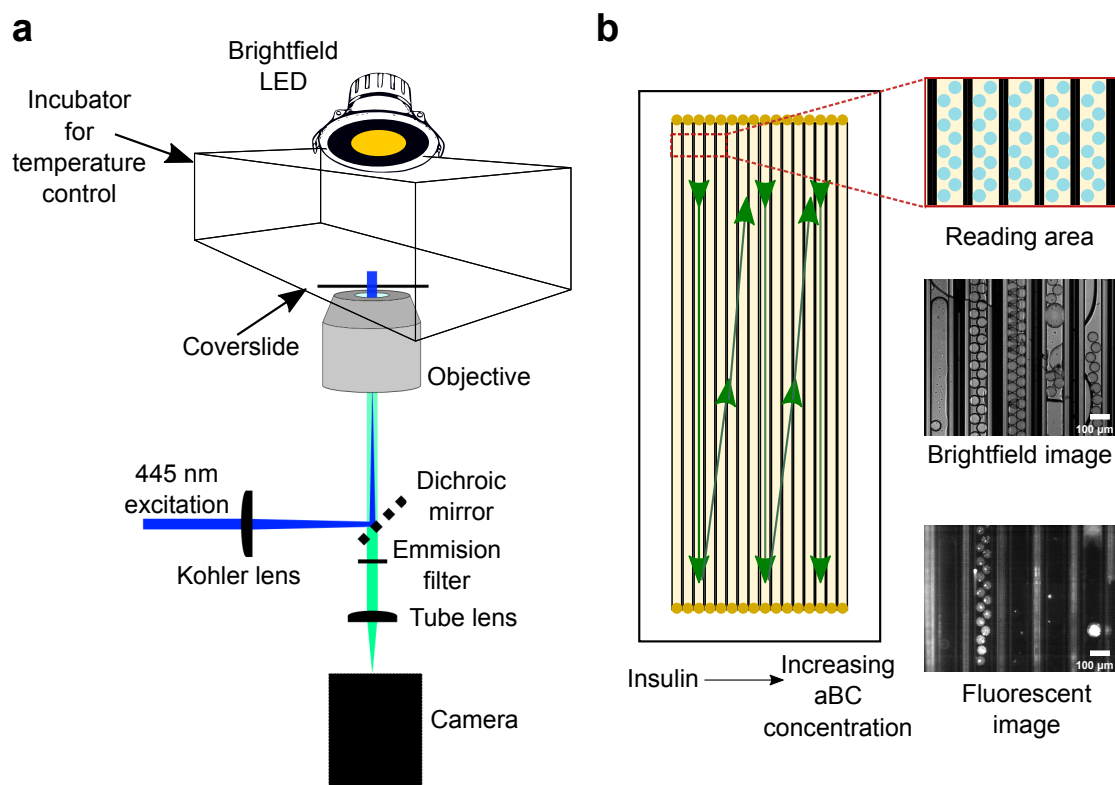 a
Brightfield
LED
Incubator
for
temperature
control
Coverslide
Objective
445 nm
excitation
Dichroic
mirror
Kohler lens
Emmision
filter
Tube lens
Camera
b
Reading area
100 µm
Brightfield image
100 µm
Fluorescent
image
Insulin
Increasing
aBC
concentration